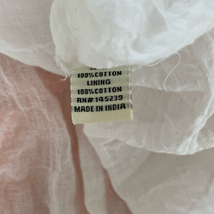 100% COTTON
LINING
100% COTTON
RN# 145239
MADE IN INDIA